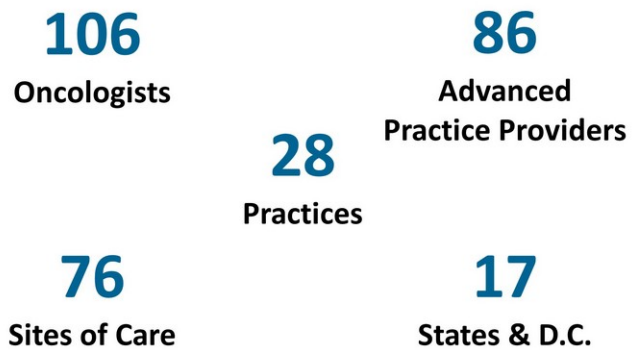 106
Oncologists
86
Advanced
Practice Providers
28
Practices
76
Sites of Care
17
States & D.C.